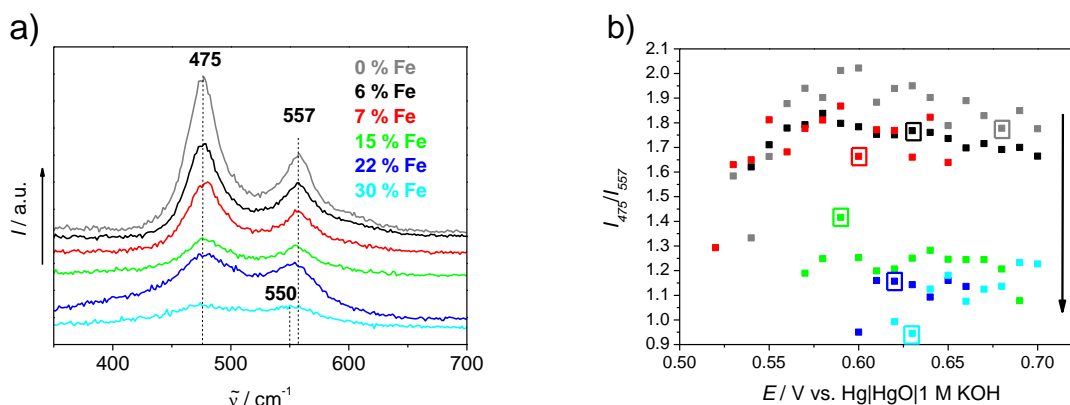 a)
475
557
550
0 % Fe
6 % Fe
7 % Fe
15 % Fe
22 % Fe
30 % Fe
I / a.u.
400 500 600 700
ṽ / cm⁻¹
b)
2.1
2.0
1.9
1.8
1.7
1.6
1.5
1.4
1.3
1.2
1.1
1.0
0.9
I₄₇₅/I₅₅₇
0.50 0.55 0.60 0.65 0.70
E / V vs. Hg|HgO|1 M KOH